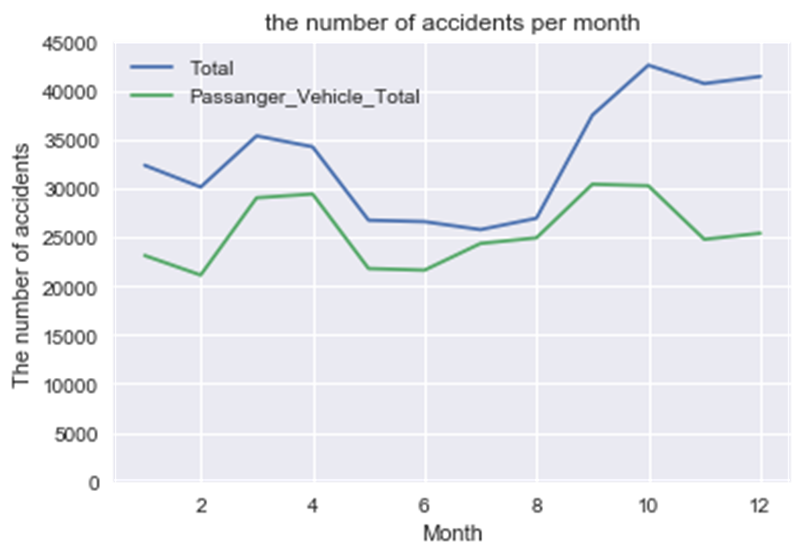 the number of accidents per month
Total
Passanger_Vehicle_Total
The number of accidents
45000
40000
35000
30000
25000
20000
15000
10000
5000
0
2 4 6 8 10 12
Month